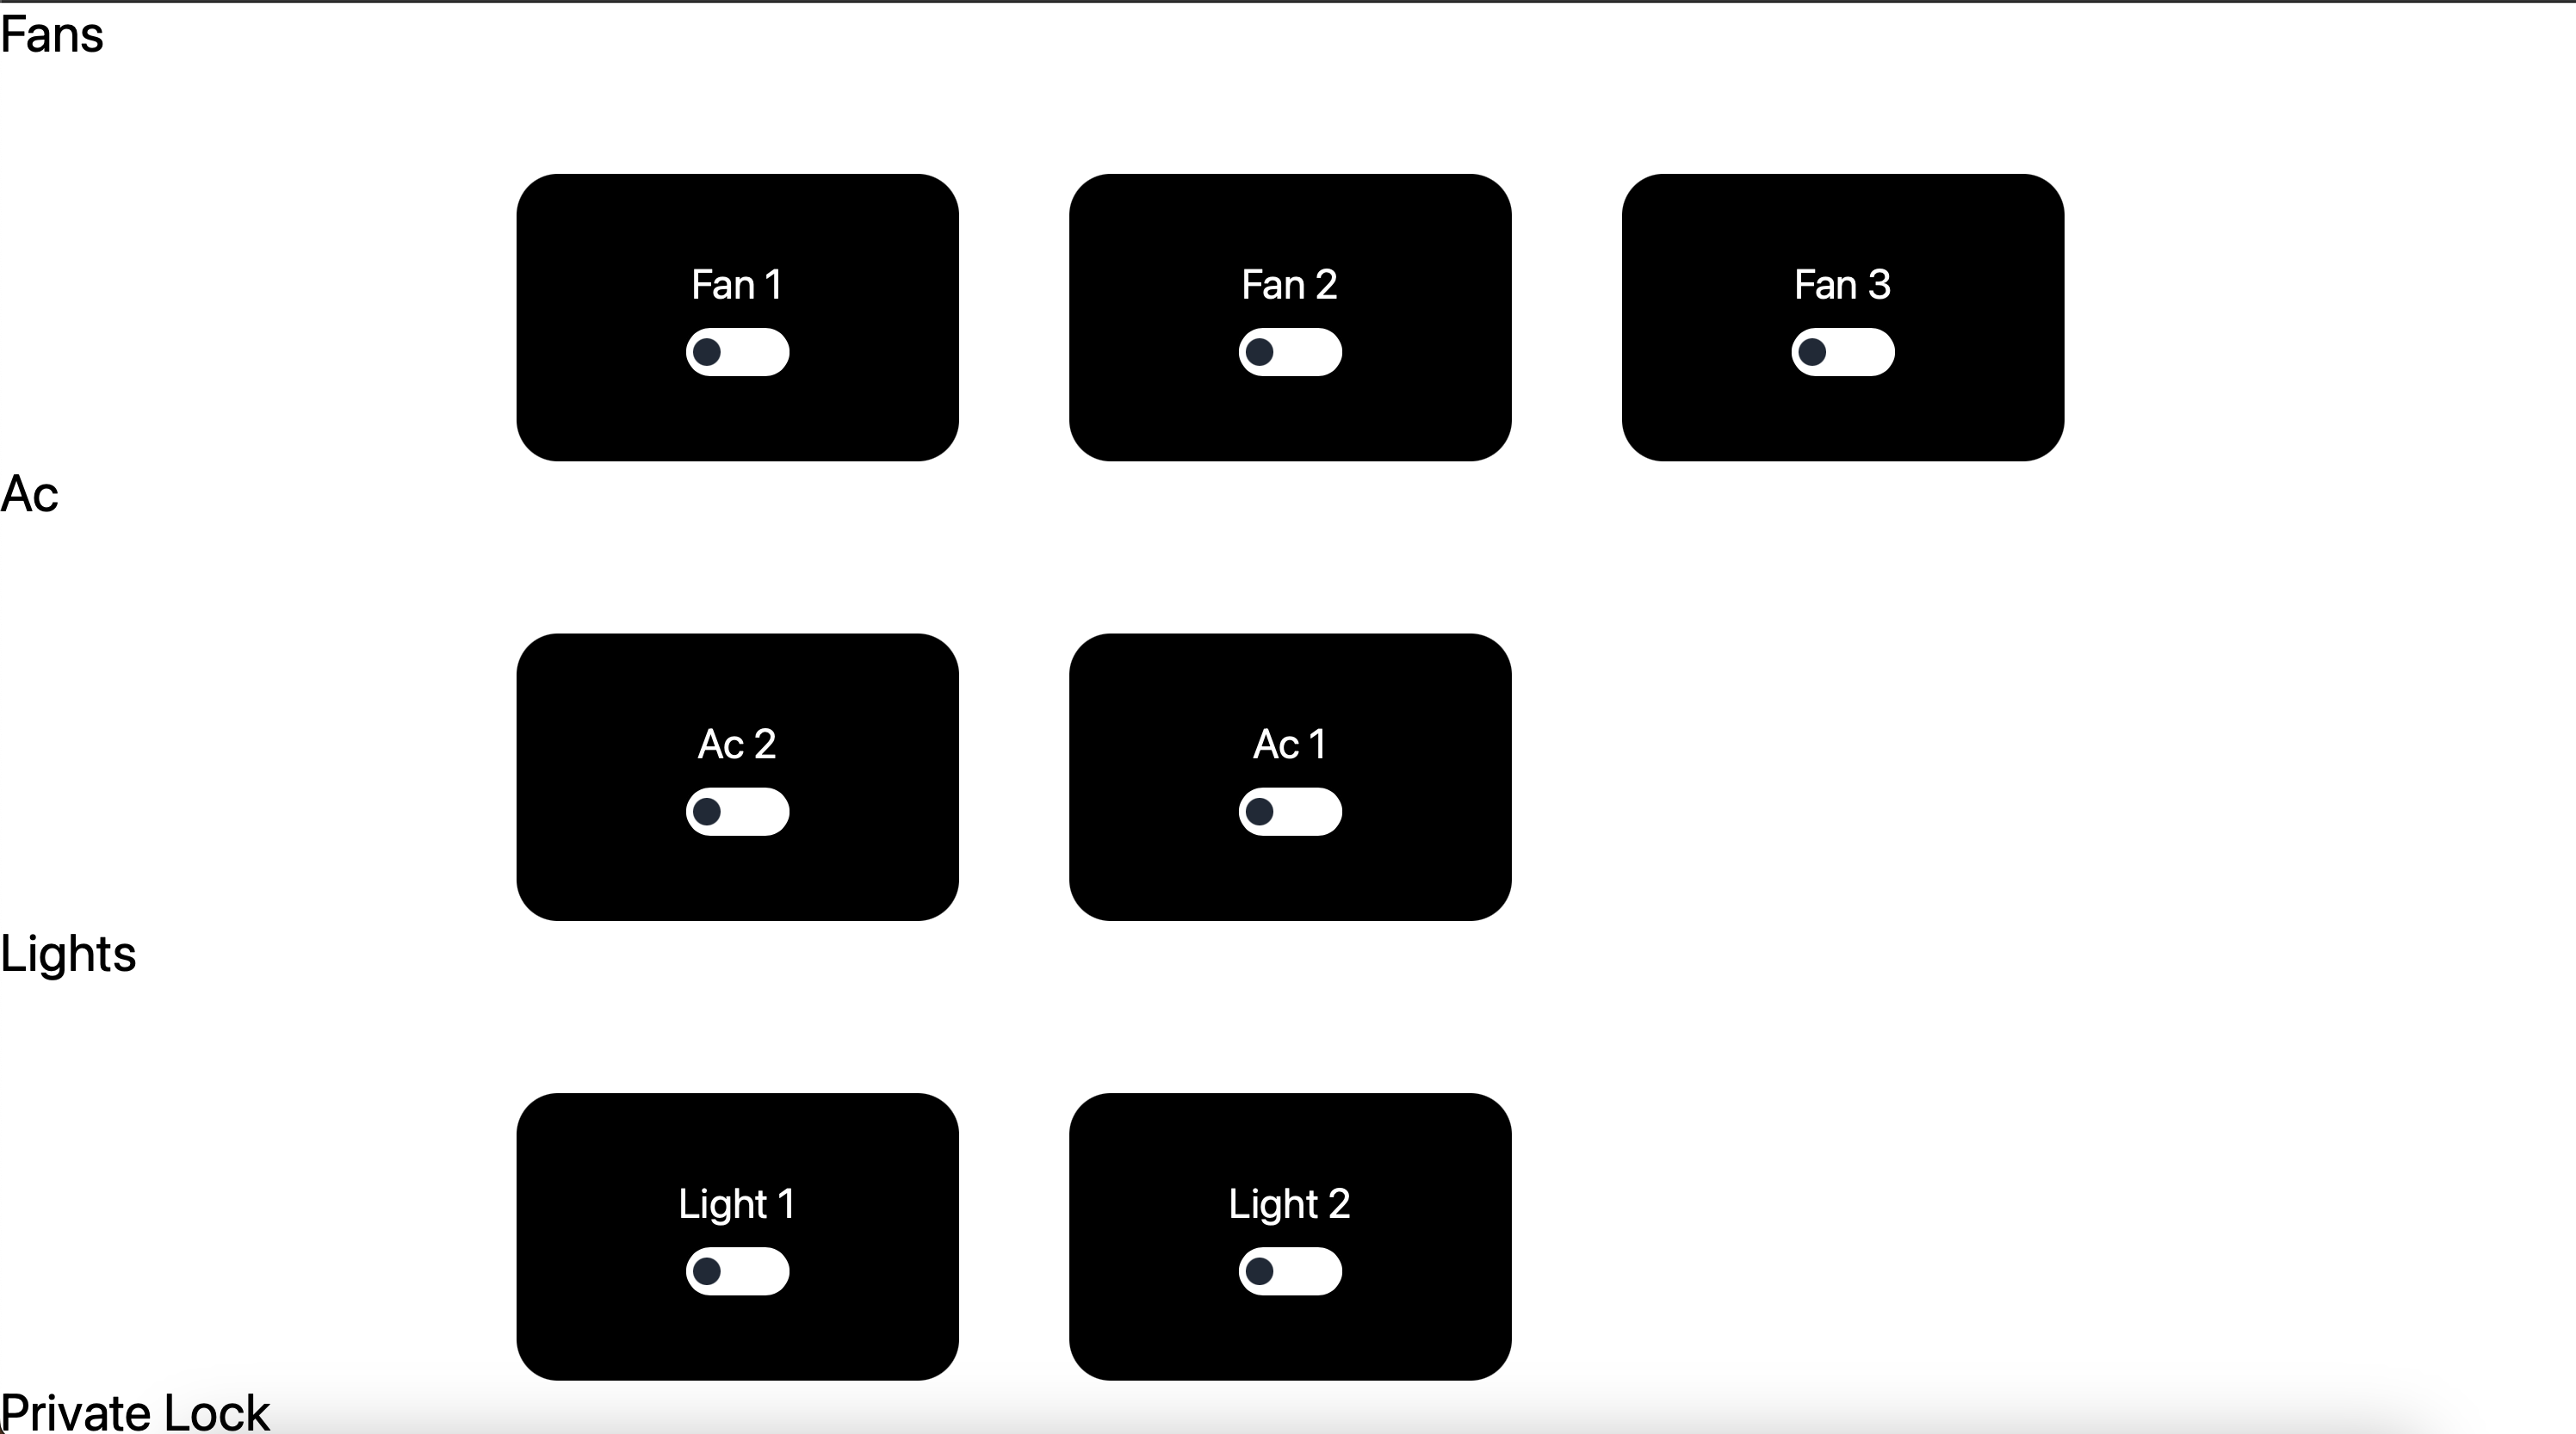 Fans
Fan 1
Fan 2
Fan 3
Ac
Ac 2
Ac 1
Lights
Light 1
Light 2
Private Lock